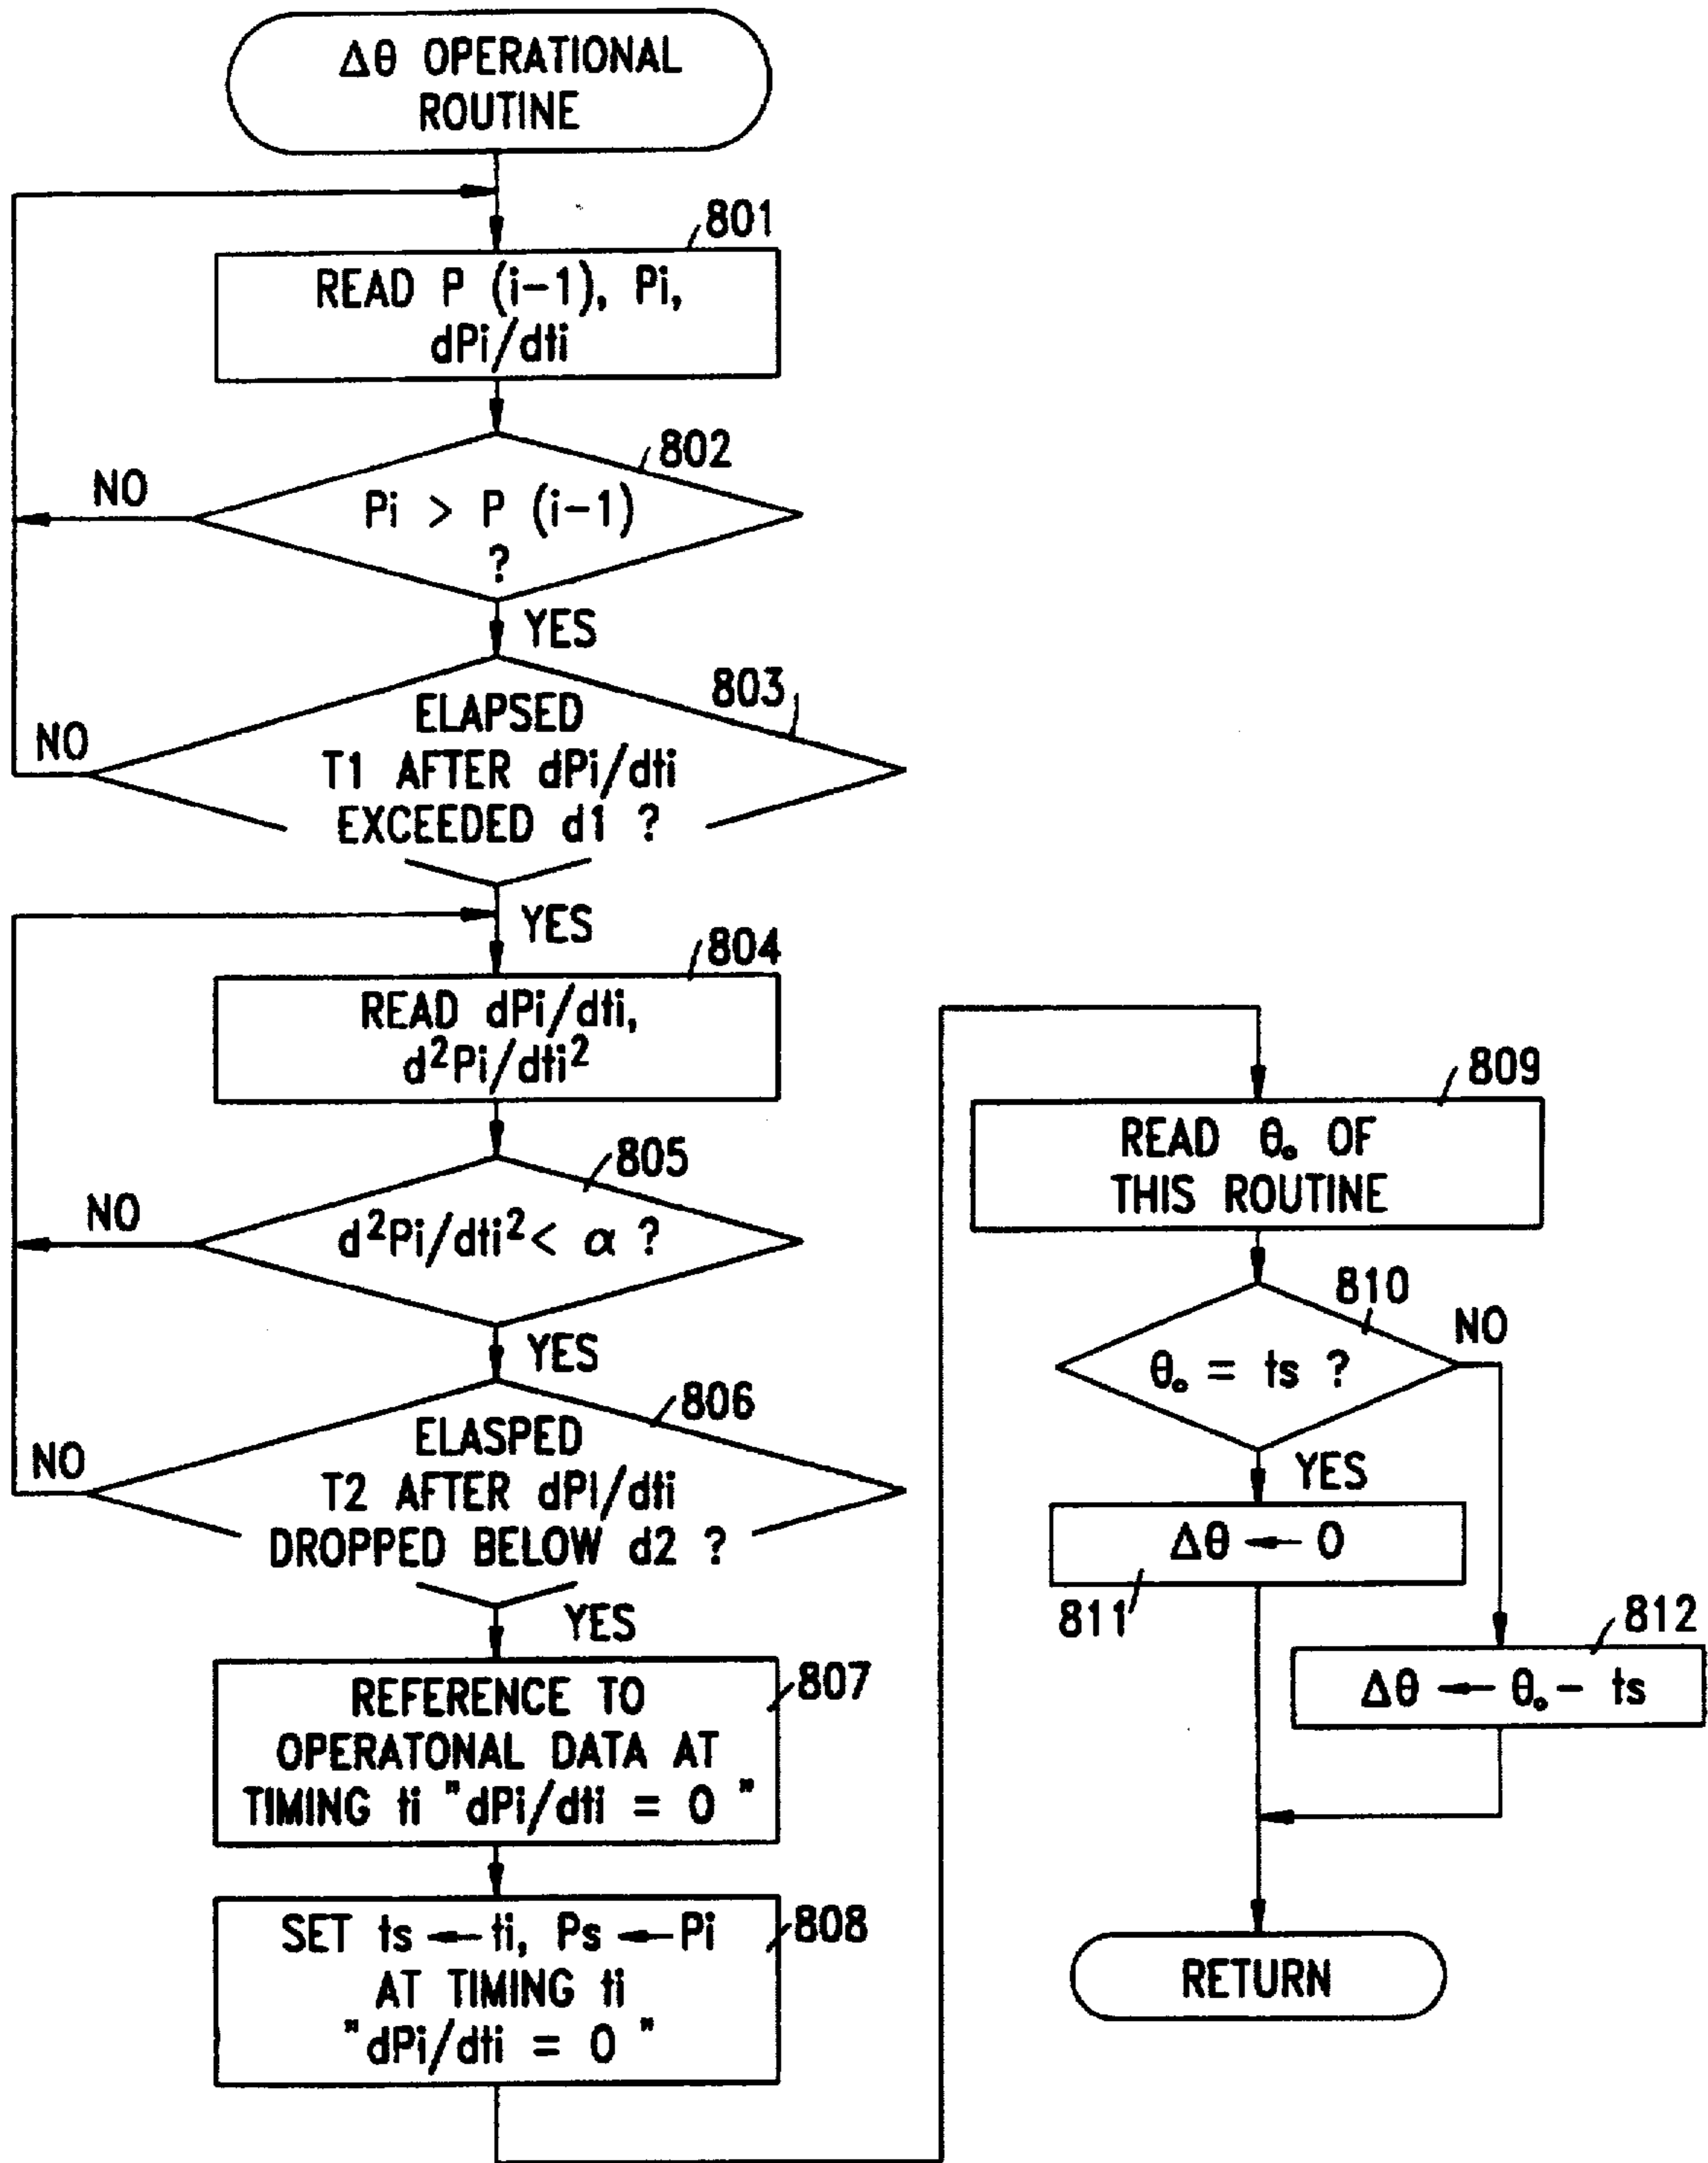 Δθ OPERATIONAL
ROUTINE
801
READ P (i-1), Pi,
dPi/dti
802
NO
Pi > P (i-1)
?
YES
803
NO
ELAPSED
T1 AFTER dPi/dti
EXCEEDED d1 ?
YES
804
READ dPi/dti,
d²Pi/dti²
805
NO
d²Pi/dti² < α ?
YES
806
NO
ELASPED
T2 AFTER dPi/dti
DROPPED BELOW d2 ?
YES
807
REFERENCE TO
OPERATONAL DATA AT
TIMING ti "dPi/dti = 0 "
808
SET ts ← ti, Ps ← Pi
AT TIMING ti
"dPi/dti = 0 "
809
READ θ₀ OF
THIS ROUTINE
810
NO
θ₀ = ts ?
YES
Δθ ← 0
811
812
Δθ ← θ₀ - ts
RETURN